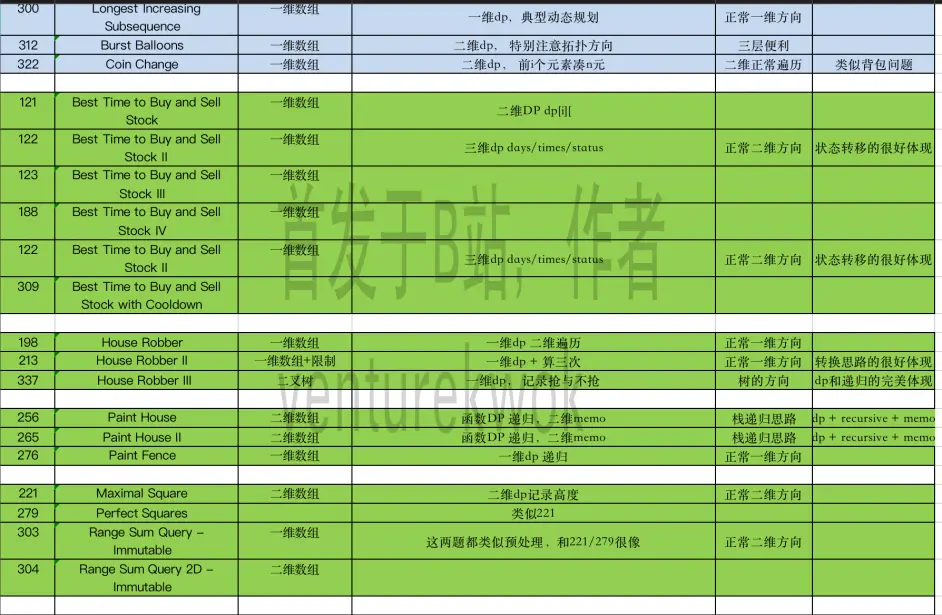 300 Longest Increasing Subsequence 一维数组 一维dp，典型动态规划 正常一维方向
312 Burst Balloons 一维数组 二维dp， 特别注意拓扑方向 三层便利
322 Coin Change 一维数组 二维dp， 前i个元素凑n元 二维正常遍历 类似背包问题
121 Best Time to Buy and Sell Stock 一维数组 二维DP dp[i][
122 Best Time to Buy and Sell Stock II 一维数组 三维dp days/times/status 正常二维方向 状态转移的很好体现
123 Best Time to Buy and Sell Stock III 一维数组
188 Best Time to Buy and Sell Stock IV 一维数组
122 Best Time to Buy and Sell Stock II 一维数组 三维dp days/times/status 正常二维方向 状态转移的很好体现
309 Best Time to Buy and Sell Stock with Cooldown
首发于B站，作者
198 House Robber 一维数组 一维dp 二维遍历 正常一维方向
213 House Robber II 一维数组+限制 一维dp + 算三次 正常一维方向 转换思路的很好体现
337 House Robber III 二叉树 一维dp，记录抢与不抢 树的方向 dp和递归的完美体现
venturekwok
256 Paint House 二维数组 函数DP 递归，二维memo 栈递归思路 dp + recursive + memo
265 Paint House II 二维数组 函数DP 递归，二维memo 栈递归思路 dp + recursive + memo
276 Paint Fence 一维数组 一维dp 递归 正常一维方向
221 Maximal Square 二维数组 二维dp记录高度 正常二维方向
279 Perfect Squares 类似221
303 Range Sum Query - Immutable 一维数组 这两题都类似预处理，和221/279很像 正常二维方向
304 Range Sum Query 2D - Immutable 二维数组